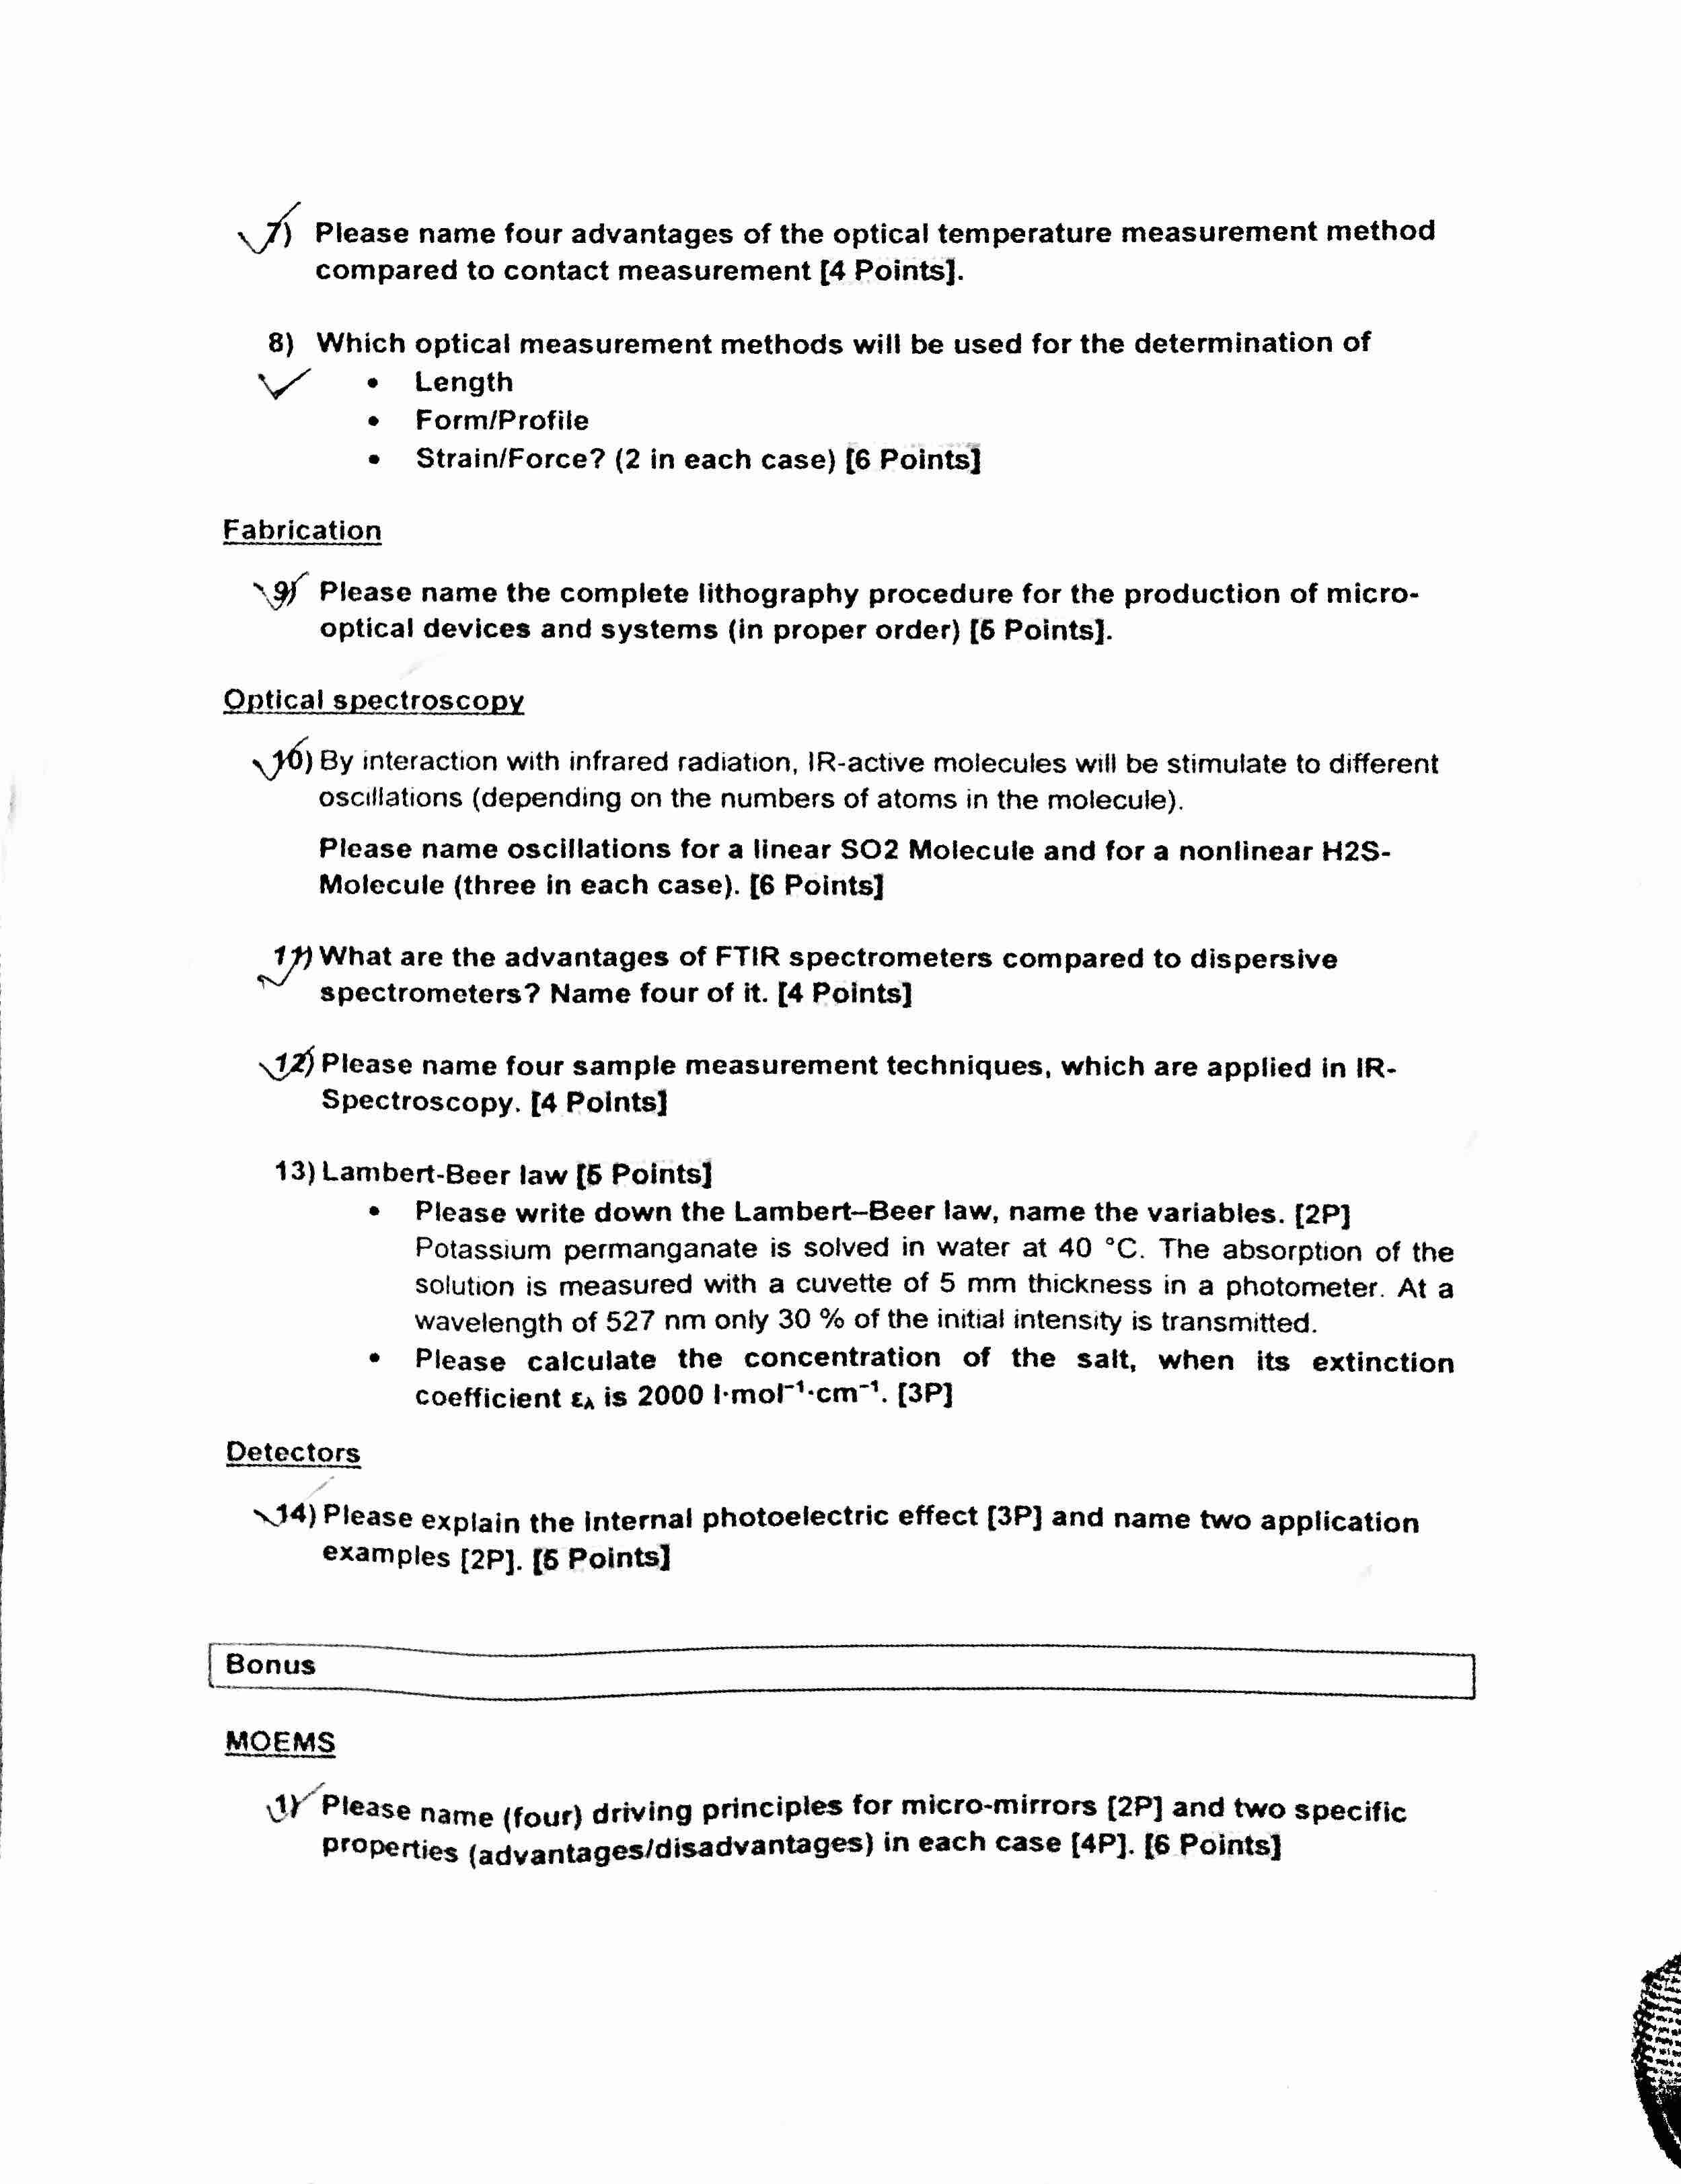 7) Please name four advantages of the optical temperature measurement method
compared to contact measurement [4 Points].
8) Which optical measurement methods will be used for the determination of
• Length
• Form/Profile
• Strain/Force? (2 in each case) [6 Points]
Fabrication
9) Please name the complete lithography procedure for the production of micro-
optical devices and systems (in proper order) [5 Points].
Optical spectroscopy
10) By interaction with infrared radiation, IR-active molecules will be stimulate to different
oscillations (depending on the numbers of atoms in the molecule).
Please name oscillations for a linear SO2 Molecule and for a nonlinear H2S-
Molecule (three in each case). [6 Points]
11) What are the advantages of FTIR spectrometers compared to dispersive
spectrometers? Name four of it. [4 Points]
12) Please name four sample measurement techniques, which are applied in IR-
Spectroscopy. [4 Points]
13) Lambert-Beer law [5 Points]
• Please write down the Lambert–Beer law, name the variables. [2P]
Potassium permanganate is solved in water at 40 °C. The absorption of the
solution is measured with a cuvette of 5 mm thickness in a photometer. At a
wavelength of 527 nm only 30 % of the initial intensity is transmitted.
• Please calculate the concentration of the salt, when its extinction
coefficient ελ is 2000 l·mol⁻¹·cm⁻¹. [3P]
Detectors
14) Please explain the internal photoelectric effect [3P] and name two application
examples [2P]. [5 Points]
Bonus
MOEMS
1) Please name (four) driving principles for micro-mirrors [2P] and two specific
properties (advantages/disadvantages) in each case [4P]. [6 Points]